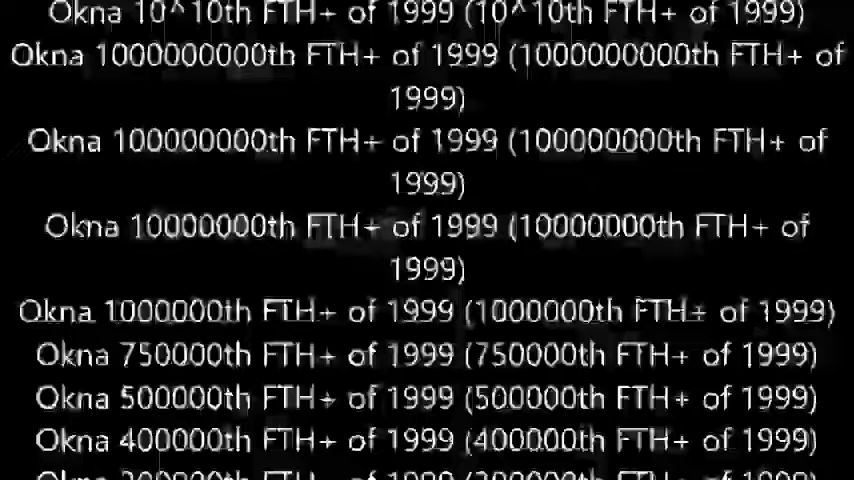 Okna 10^10th FTH+ of 1999 (10^10th FTH+ of 1999)
Okna 1000000000th FTH+ of 1999 (1000000000th FTH+ of
1999)
Okna 100000000th FTH+ of 1999 (100000000th FTH+ of
1999)
Okna 10000000th FTH+ of 1999 (10000000th FTH+ of
1999)
Okna 1000000th FTH+ of 1999 (1000000th FTH+ of 1999)
Okna 750000th FTH+ of 1999 (750000th FTH+ of 1999)
Okna 500000th FTH+ of 1999 (500000th FTH+ of 1999)
Okna 400000th FTH+ of 1999 (400000th FTH+ of 1999)